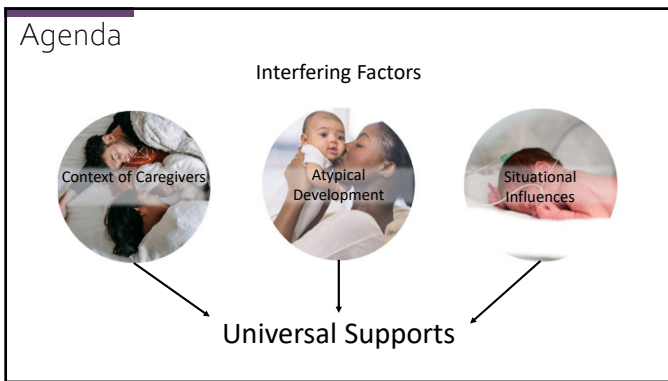 Agenda
Interfering Factors
Context of Caregivers
Atypical
Development
Situational
Influences
Universal Supports